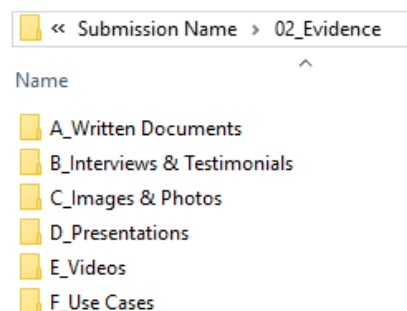 « Submission Name > 02_Evidence
Name
A_Written Documents
B_Interviews & Testimonials
C_Images & Photos
D_Presentations
E_Videos
F_Use Cases